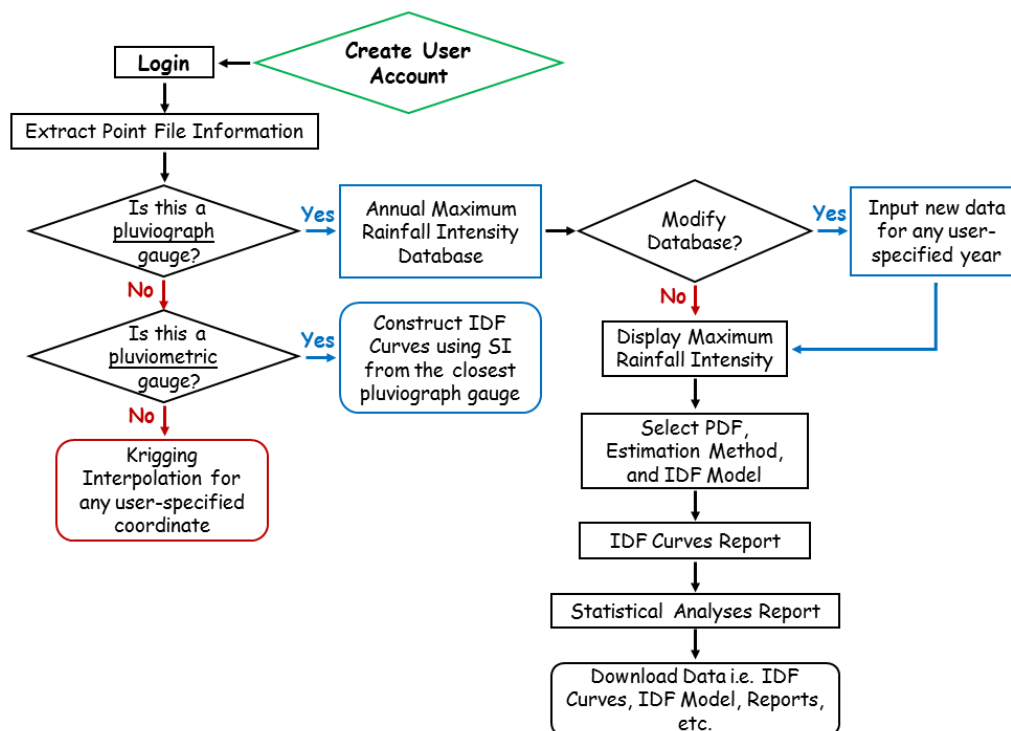 Create User
Account
Login
Extract Point File Information
Is this a
pluviograph
gauge?
Yes
Annual Maximum
Rainfall Intensity
Database
Modify
Database?
Yes
Input new data
for any user-
specified year
No
No
Is this a
pluviometric
gauge?
Yes
Construct IDF
Curves using SI
from the closest
pluviograph gauge
Display Maximum
Rainfall Intensity
No
Krigging
Interpolation for
any user-specified
coordinate
Select PDF,
Estimation Method,
and IDF Model
IDF Curves Report
Statistical Analyses Report
Download Data i.e. IDF
Curves, IDF Model, Reports,
etc.